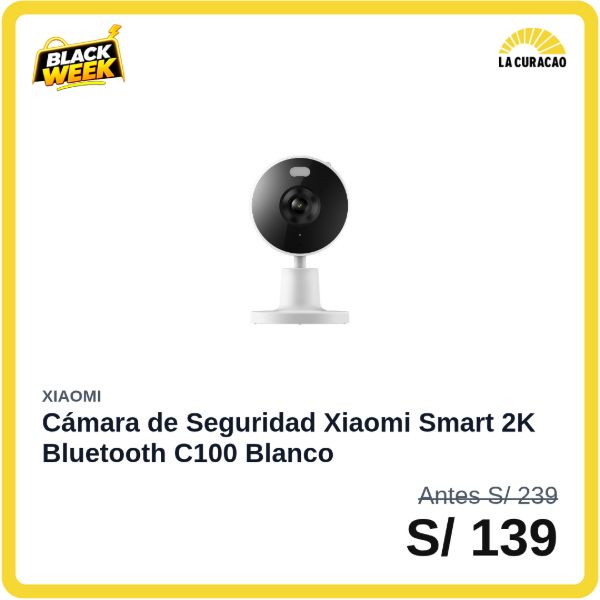 BLACK
WEEK
LA CURACAO
XIAOMI
Cámara de Seguridad Xiaomi Smart 2K
Bluetooth C100 Blanco
Antes S/ 239
S/ 139